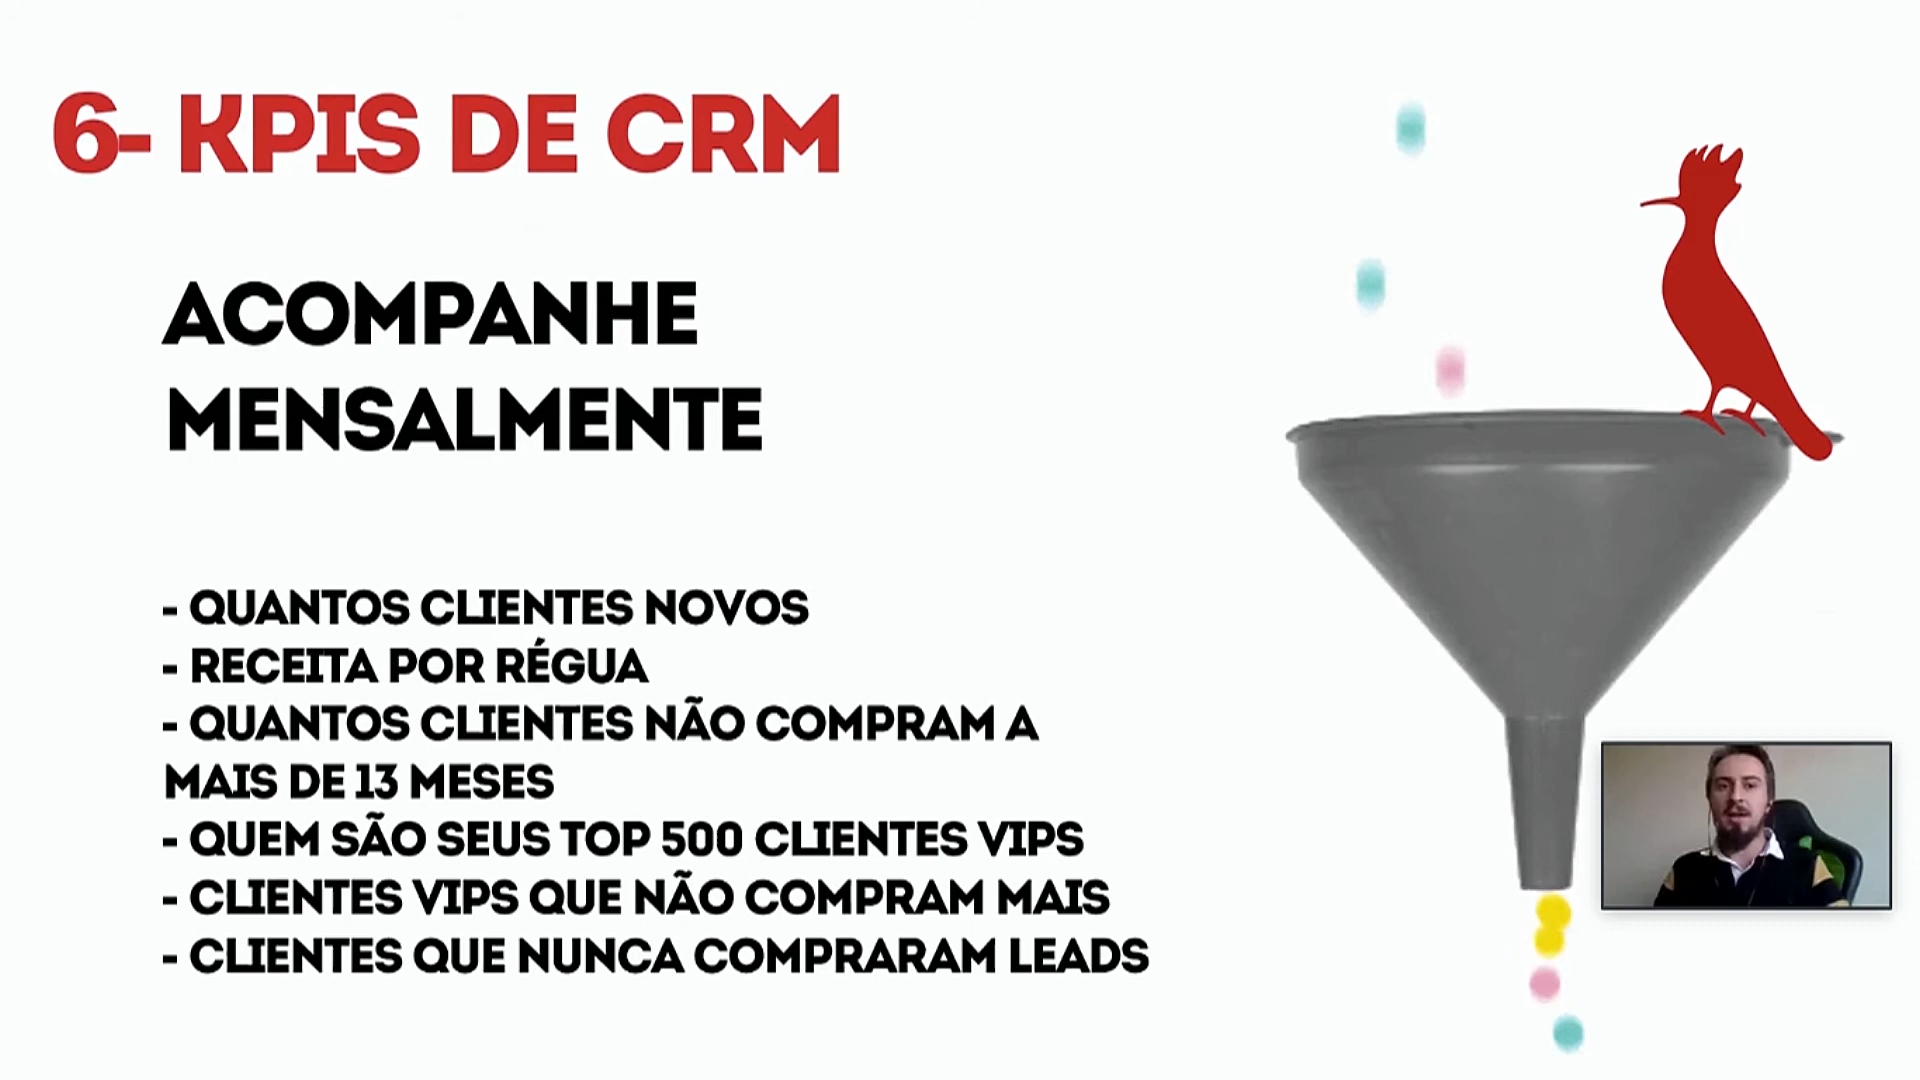 6- KPIS DE CRM
ACOMPANHE
MENSALMENTE
- QUANTOS CLIENTES NOVOS
- RECEITA POR RÉGUA
- QUANTOS CLIENTES NÃO COMPRAM A
MAIS DE 13 MESES
- QUEM SÃO SEUS TOP 500 CLIENTES VIPS
- CLIENTES VIPS QUE NÃO COMPRAM MAIS
- CLIENTES QUE NUNCA COMPRARAM LEADS